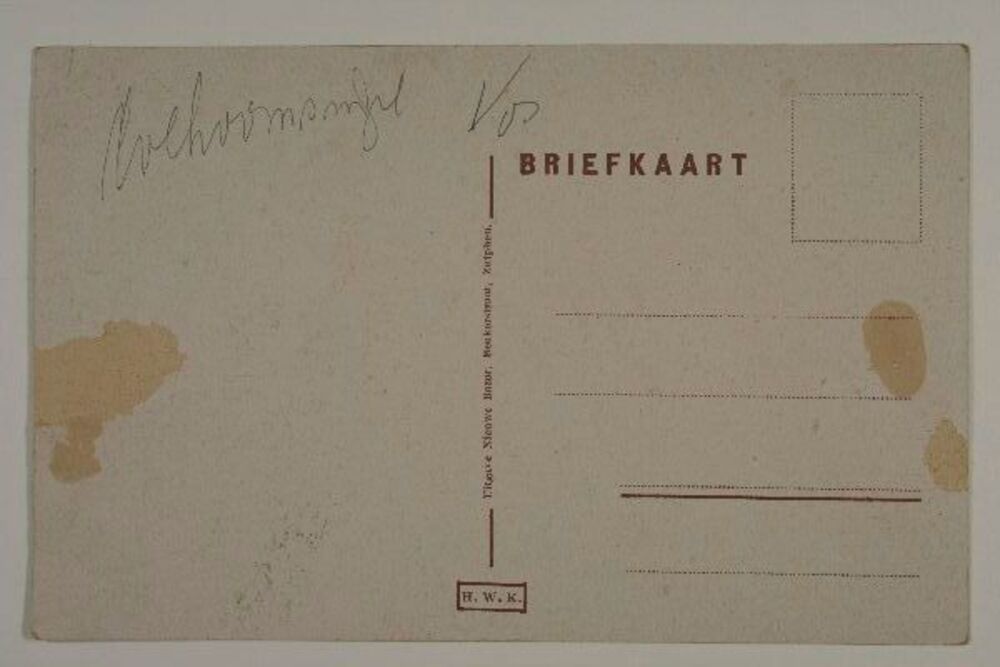 Coehoornsingel Vos
BRIEFKAART
Uitgave Nieuwe Bazar, Beukerstraat, Zutphen.
H. W. K.